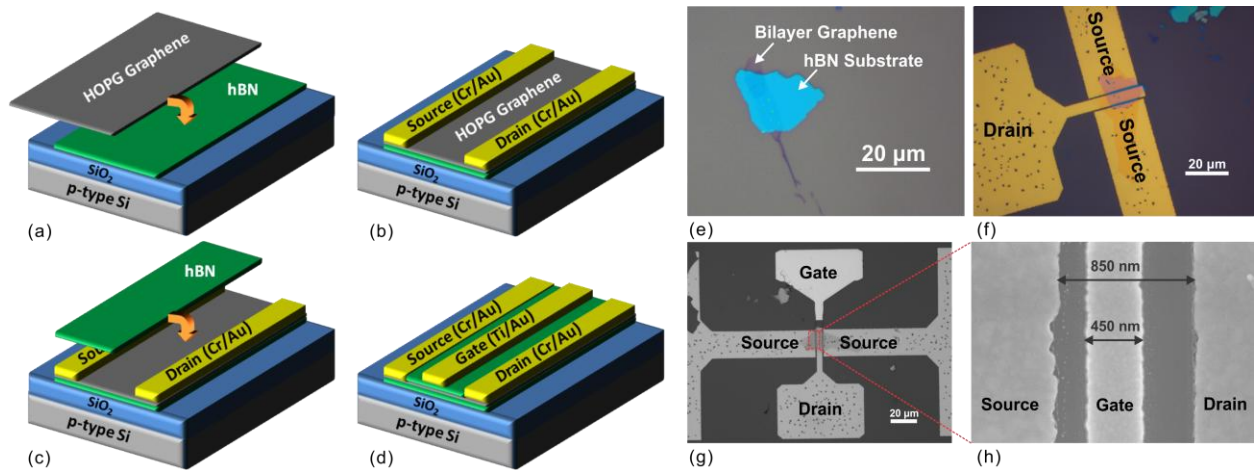 HOPG Graphene
hBN
SiO₂
p-type Si
(a)
Source (Cr/Au)
HOPG Graphene
Drain (Cr/Au)
SiO₂
p-type Si
(b)
hBN
Sou
Drain (Cr/Au)
SiO₂
p-type Si
(c)
Source (Cr/Au)
Gate (Ti/Au)
Drain (Cr/Au)
SiO₂
p-type Si
(d)
Bilayer Graphene
hBN Substrate
20 µm
(e)
Source
Drain
Source
20 µm
(f)
Gate
Source
Source
Drain
20 µm
(g)
850 nm
450 nm
Source
Gate
Drain
(h)